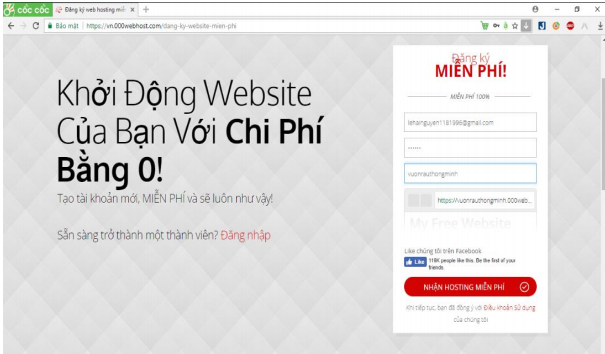 cốc cốc
Đăng ký web hosting miễn
Bảo mật | https://vn.000webhost.com/dang-ky-website-mien-phi
Khởi Động Website
Của Bạn Với Chi Phí
Bằng 0!
Tạo tài khoản mới, MIỄN PHÍ và sẽ luôn như vậy!
Sẵn sàng trở thành một thành viên? Đăng nhập
Đăng ký
MIỄN PHÍ!
MIỄN PHÍ 100%
lehainguyen1181996@gmail.com
••••••
vuonrauthongminh
https://vuonrauthongminh.000web...
My Free Website
Like chúng tôi trên Facebook
Like 118K people like this. Be the first of your
friends.
NHẬN HOSTING MIỄN PHÍ
Khi tiếp tục, bạn đã đồng ý với Điều khoản Sử dụng
của chúng tôi